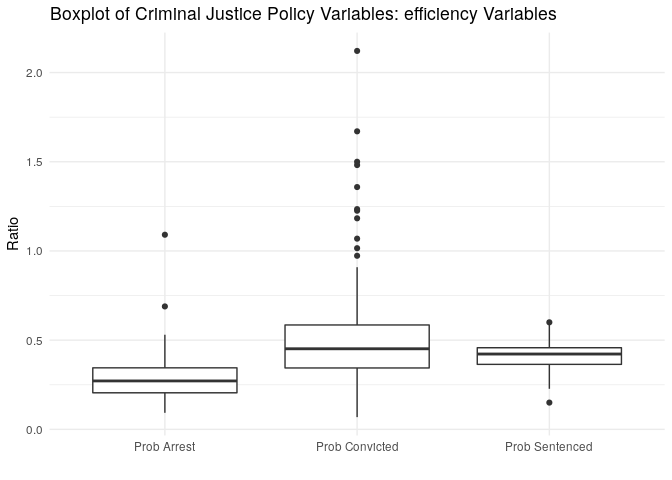 Boxplot of Criminal Justice Policy Variables: efficiency Variables
2.0
1.5
1.0
0.5
0.0
Ratio
Prob Arrest
Prob Convicted
Prob Sentenced